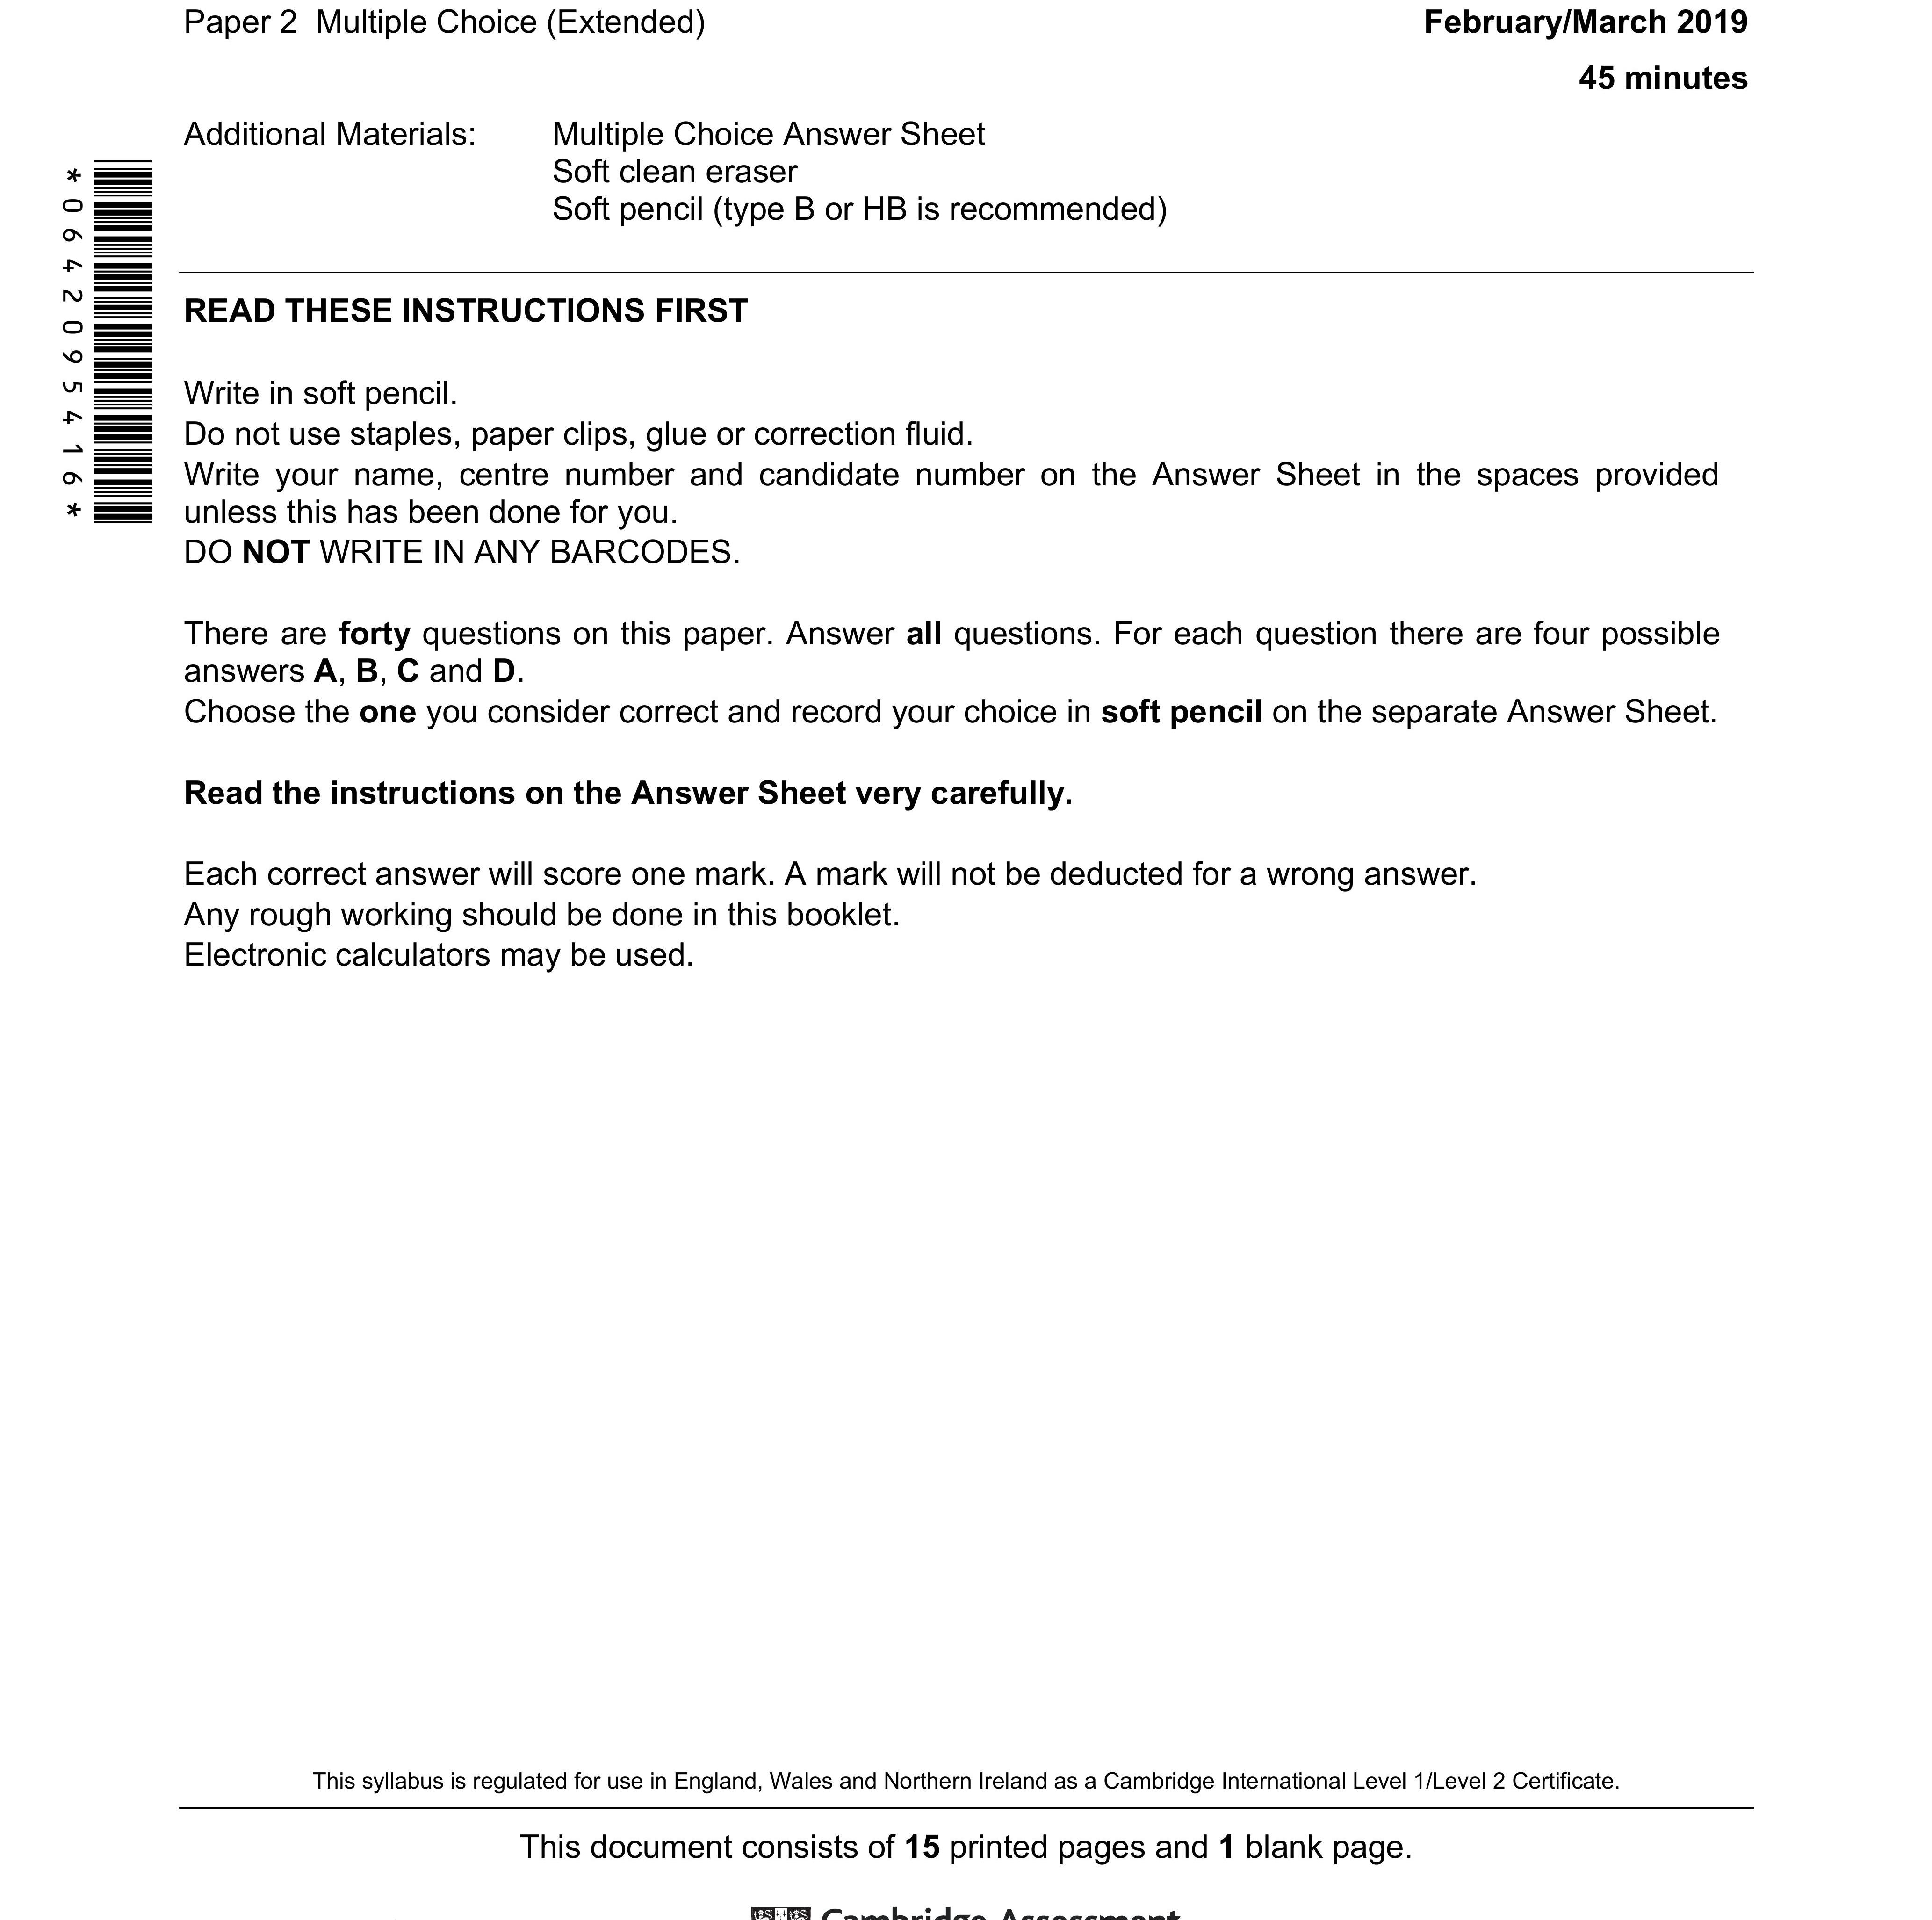 Paper 2  Multiple Choice (Extended)
February/March 2019
45 minutes
Additional Materials:
Multiple Choice Answer Sheet
Soft clean eraser
Soft pencil (type B or HB is recommended)
*0642095416*
READ THESE INSTRUCTIONS FIRST
Write in soft pencil.
Do not use staples, paper clips, glue or correction fluid.
Write your name, centre number and candidate number on the Answer Sheet in the spaces provided
unless this has been done for you.
DO NOT WRITE IN ANY BARCODES.
There are forty questions on this paper. Answer all questions. For each question there are four possible
answers A, B, C and D.
Choose the one you consider correct and record your choice in soft pencil on the separate Answer Sheet.
Read the instructions on the Answer Sheet very carefully.
Each correct answer will score one mark. A mark will not be deducted for a wrong answer.
Any rough working should be done in this booklet.
Electronic calculators may be used.
This syllabus is regulated for use in England, Wales and Northern Ireland as a Cambridge International Level 1/Level 2 Certificate.
This document consists of 15 printed pages and 1 blank page.
Cambridge Assessment